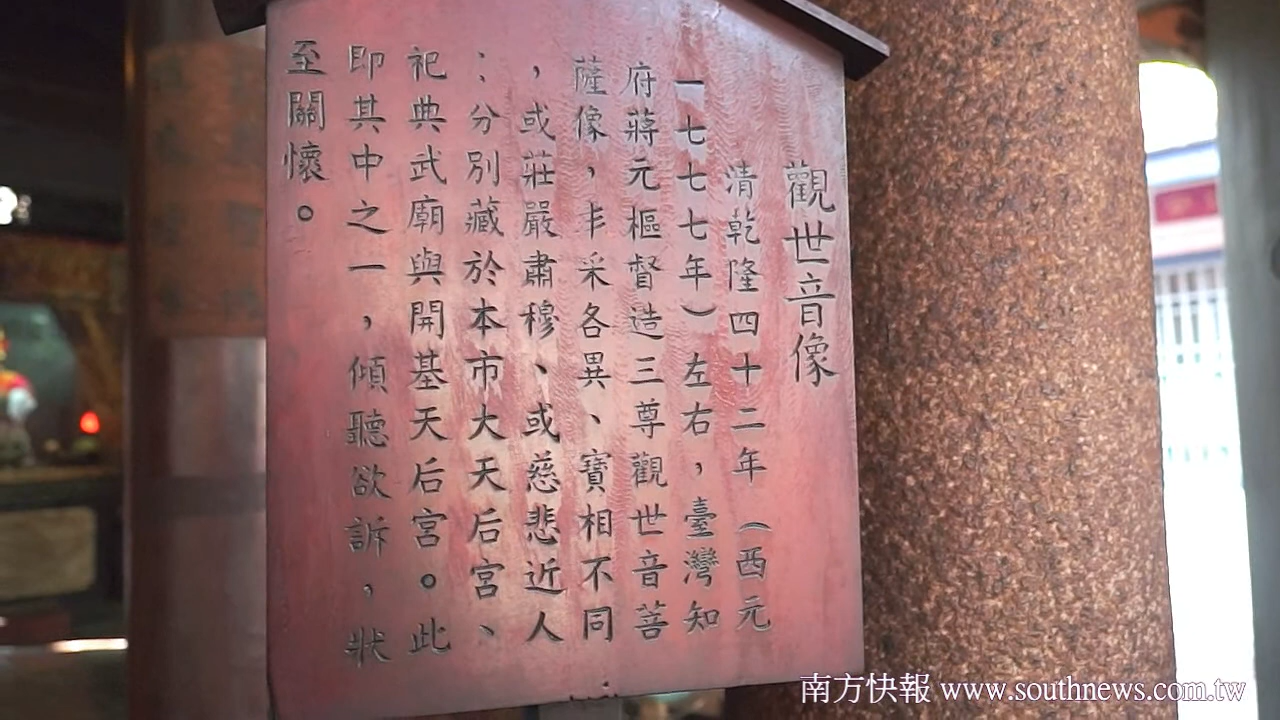 觀世音像
清乾隆四十二年（西元
一七七七年）左右，臺灣知
府蔣元樞督造三尊觀世音菩
薩像，丰采各異、寶相不同
，或莊嚴肅穆、或慈悲近人
；分別藏於本市大天后宮、
祀典武廟與開基天后宮。此
即其中之一，傾聽欲訴，狀
至關懷。
南方快報 www.southnews.com.tw